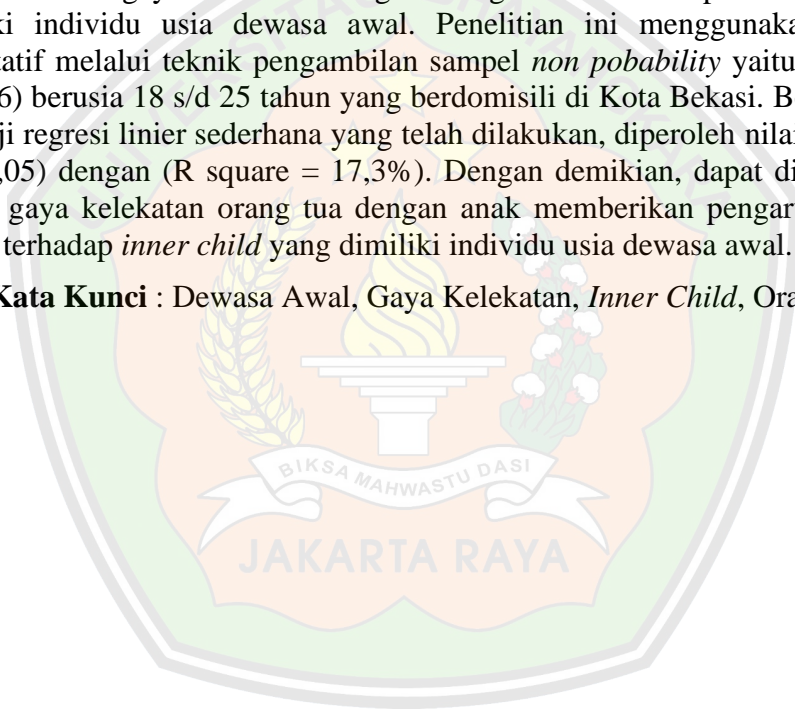 ki individu usia dewasa awal. Penelitian ini menggunaka
tatif melalui teknik pengambilan sampel non pobability yaitu
6) berusia 18 s/d 25 tahun yang berdomisili di Kota Bekasi. B
ji regresi linier sederhana yang telah dilakukan, diperoleh nila
,05) dengan (R square = 17,3%). Dengan demikian, dapat di
gaya kelekatan orang tua dengan anak memberikan pengar
terhadap inner child yang dimiliki individu usia dewasa awal.
Kata Kunci : Dewasa Awal, Gaya Kelekatan, Inner Child, Ora
BIKSA MAHWASTU DASI
JAKARTA RAYA